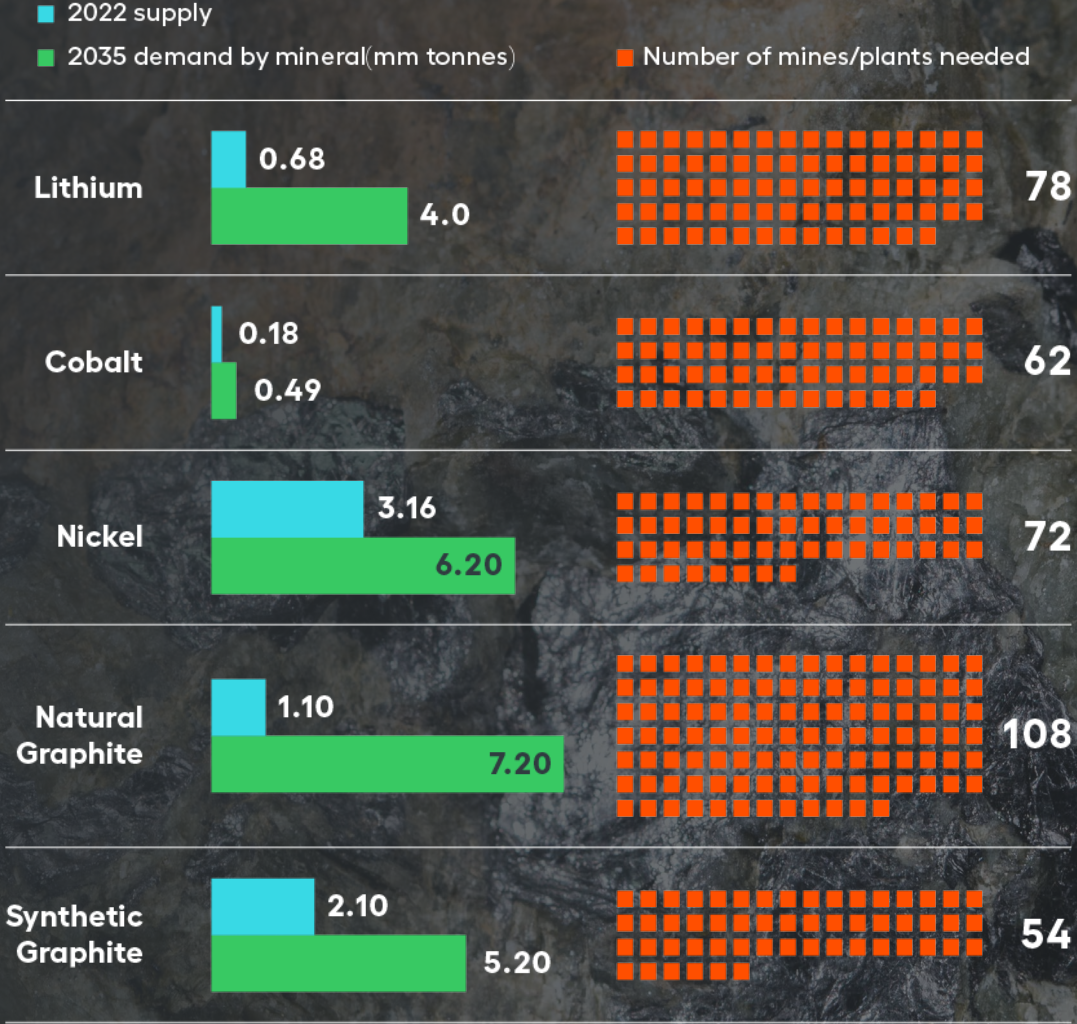 2022 supply
2035 demand by mineral(mm tonnes)
Number of mines/plants needed
Lithium
0.68
4.0
78
Cobalt
0.18
0.49
62
Nickel
3.16
6.20
72
Natural
Graphite
1.10
7.20
108
Synthetic
Graphite
2.10
5.20
54